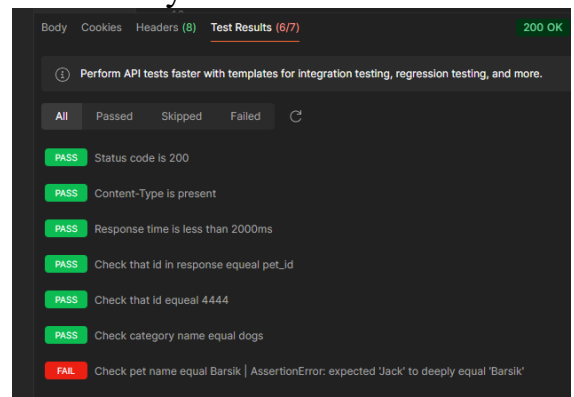 Body Cookies Headers (8) Test Results (6/7) 200 OK
Perform API tests faster with templates for integration testing, regression testing, and more.
All Passed Skipped Failed
PASS Status code is 200
PASS Content-Type is present
PASS Response time is less than 2000ms
PASS Check that id in response equeal pet_id
PASS Check that id equeal 4444
PASS Check category name equal dogs
FAIL Check pet name equal Barsik | AssertionError: expected 'Jack' to deeply equal 'Barsik'